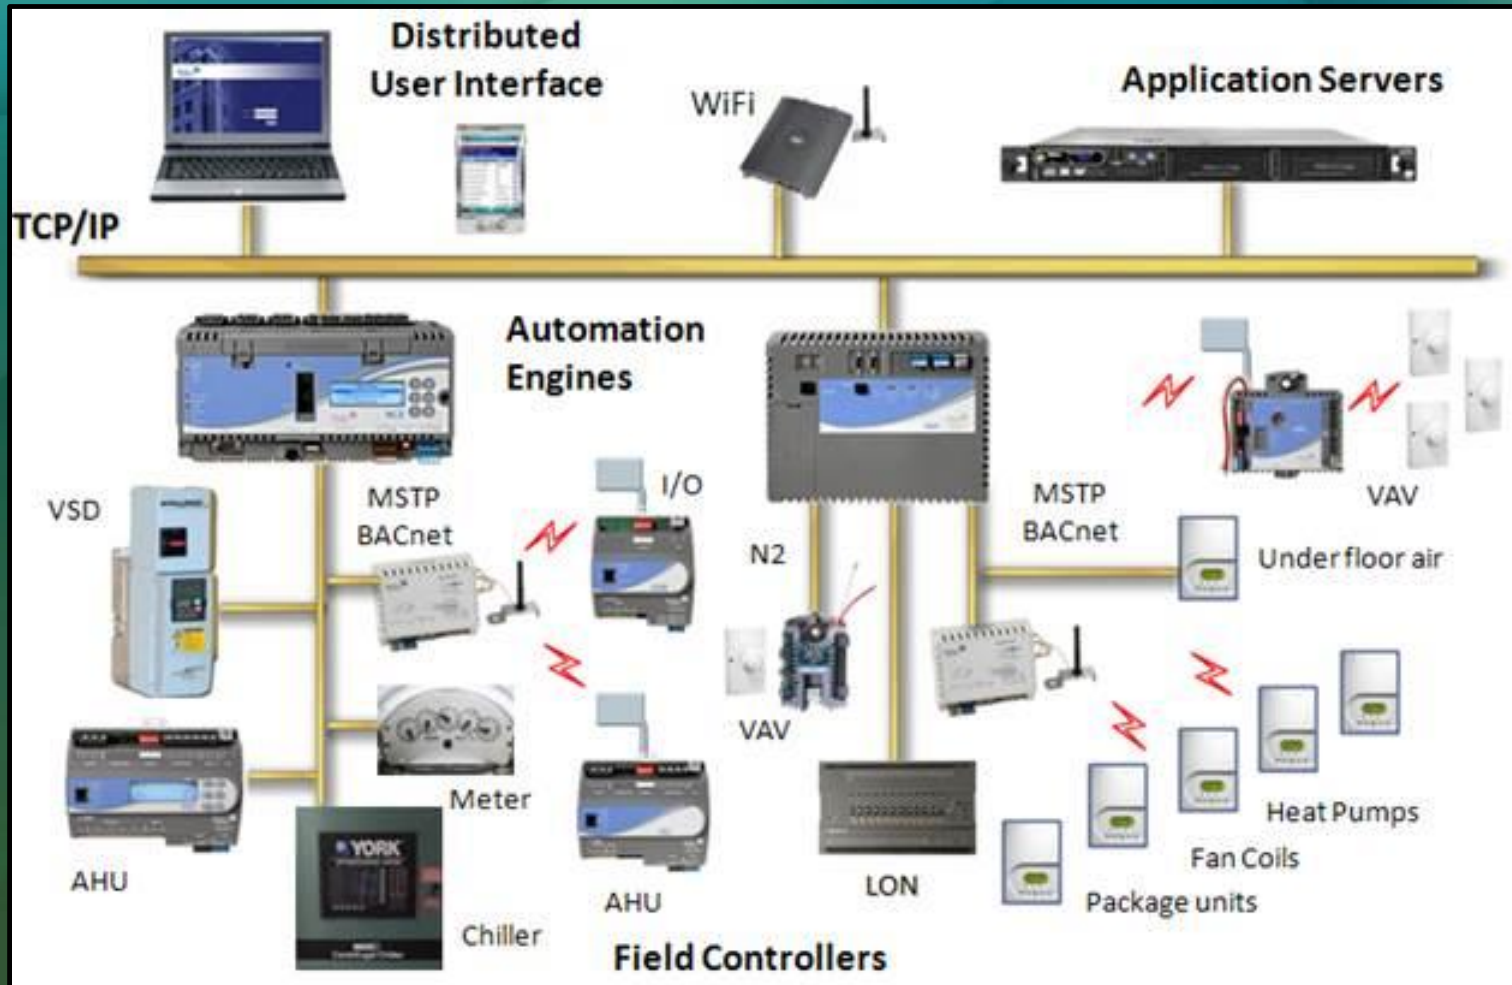 Distributed
User Interface
WiFi
Application Servers
TCP/IP
Automation
Engines
VSD
MSTP
BACnet
I/O
N2
MSTP
BACnet
VAV
Under floor air
VAV
Meter
AHU
YORK
Chiller
AHU
LON
Heat Pumps
Fan Coils
Package units
Field Controllers